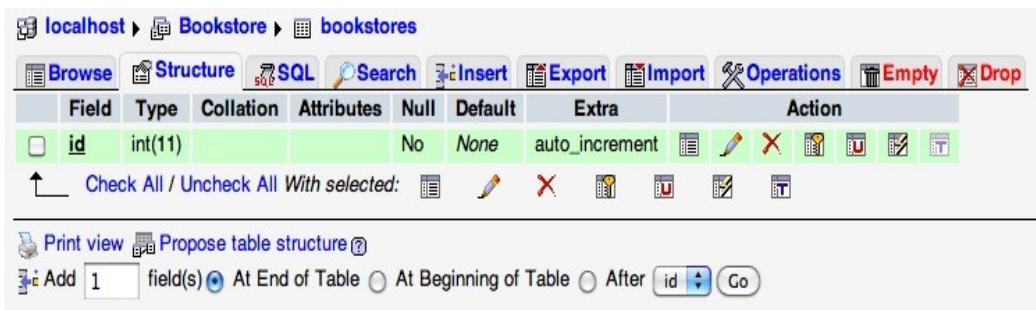 localhost ▸ Bookstore ▸ bookstores
Browse Structure SQL Search Insert Export Import Operations Empty Drop
Field Type Collation Attributes Null Default Extra Action
id int(11) No None auto_increment
Check All / Uncheck All With selected:
Print view Propose table structure
Add 1 field(s) At End of Table At Beginning of Table After id Go